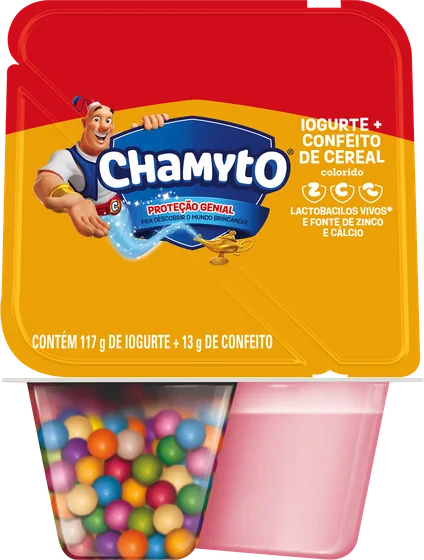 CHAMYTO®
PROTEÇÃO GENIAL
PRA DESCOBRIR O MUNDO BRINCANDO!
IOGURTE +
CONFEITO
DE CEREAL
colorido
Z C
LACTOBACILOS VIVOS*
E FONTE DE ZINCO
E CÁLCIO
CONTÉM 117 g DE IOGURTE + 13 g DE CONFEITO